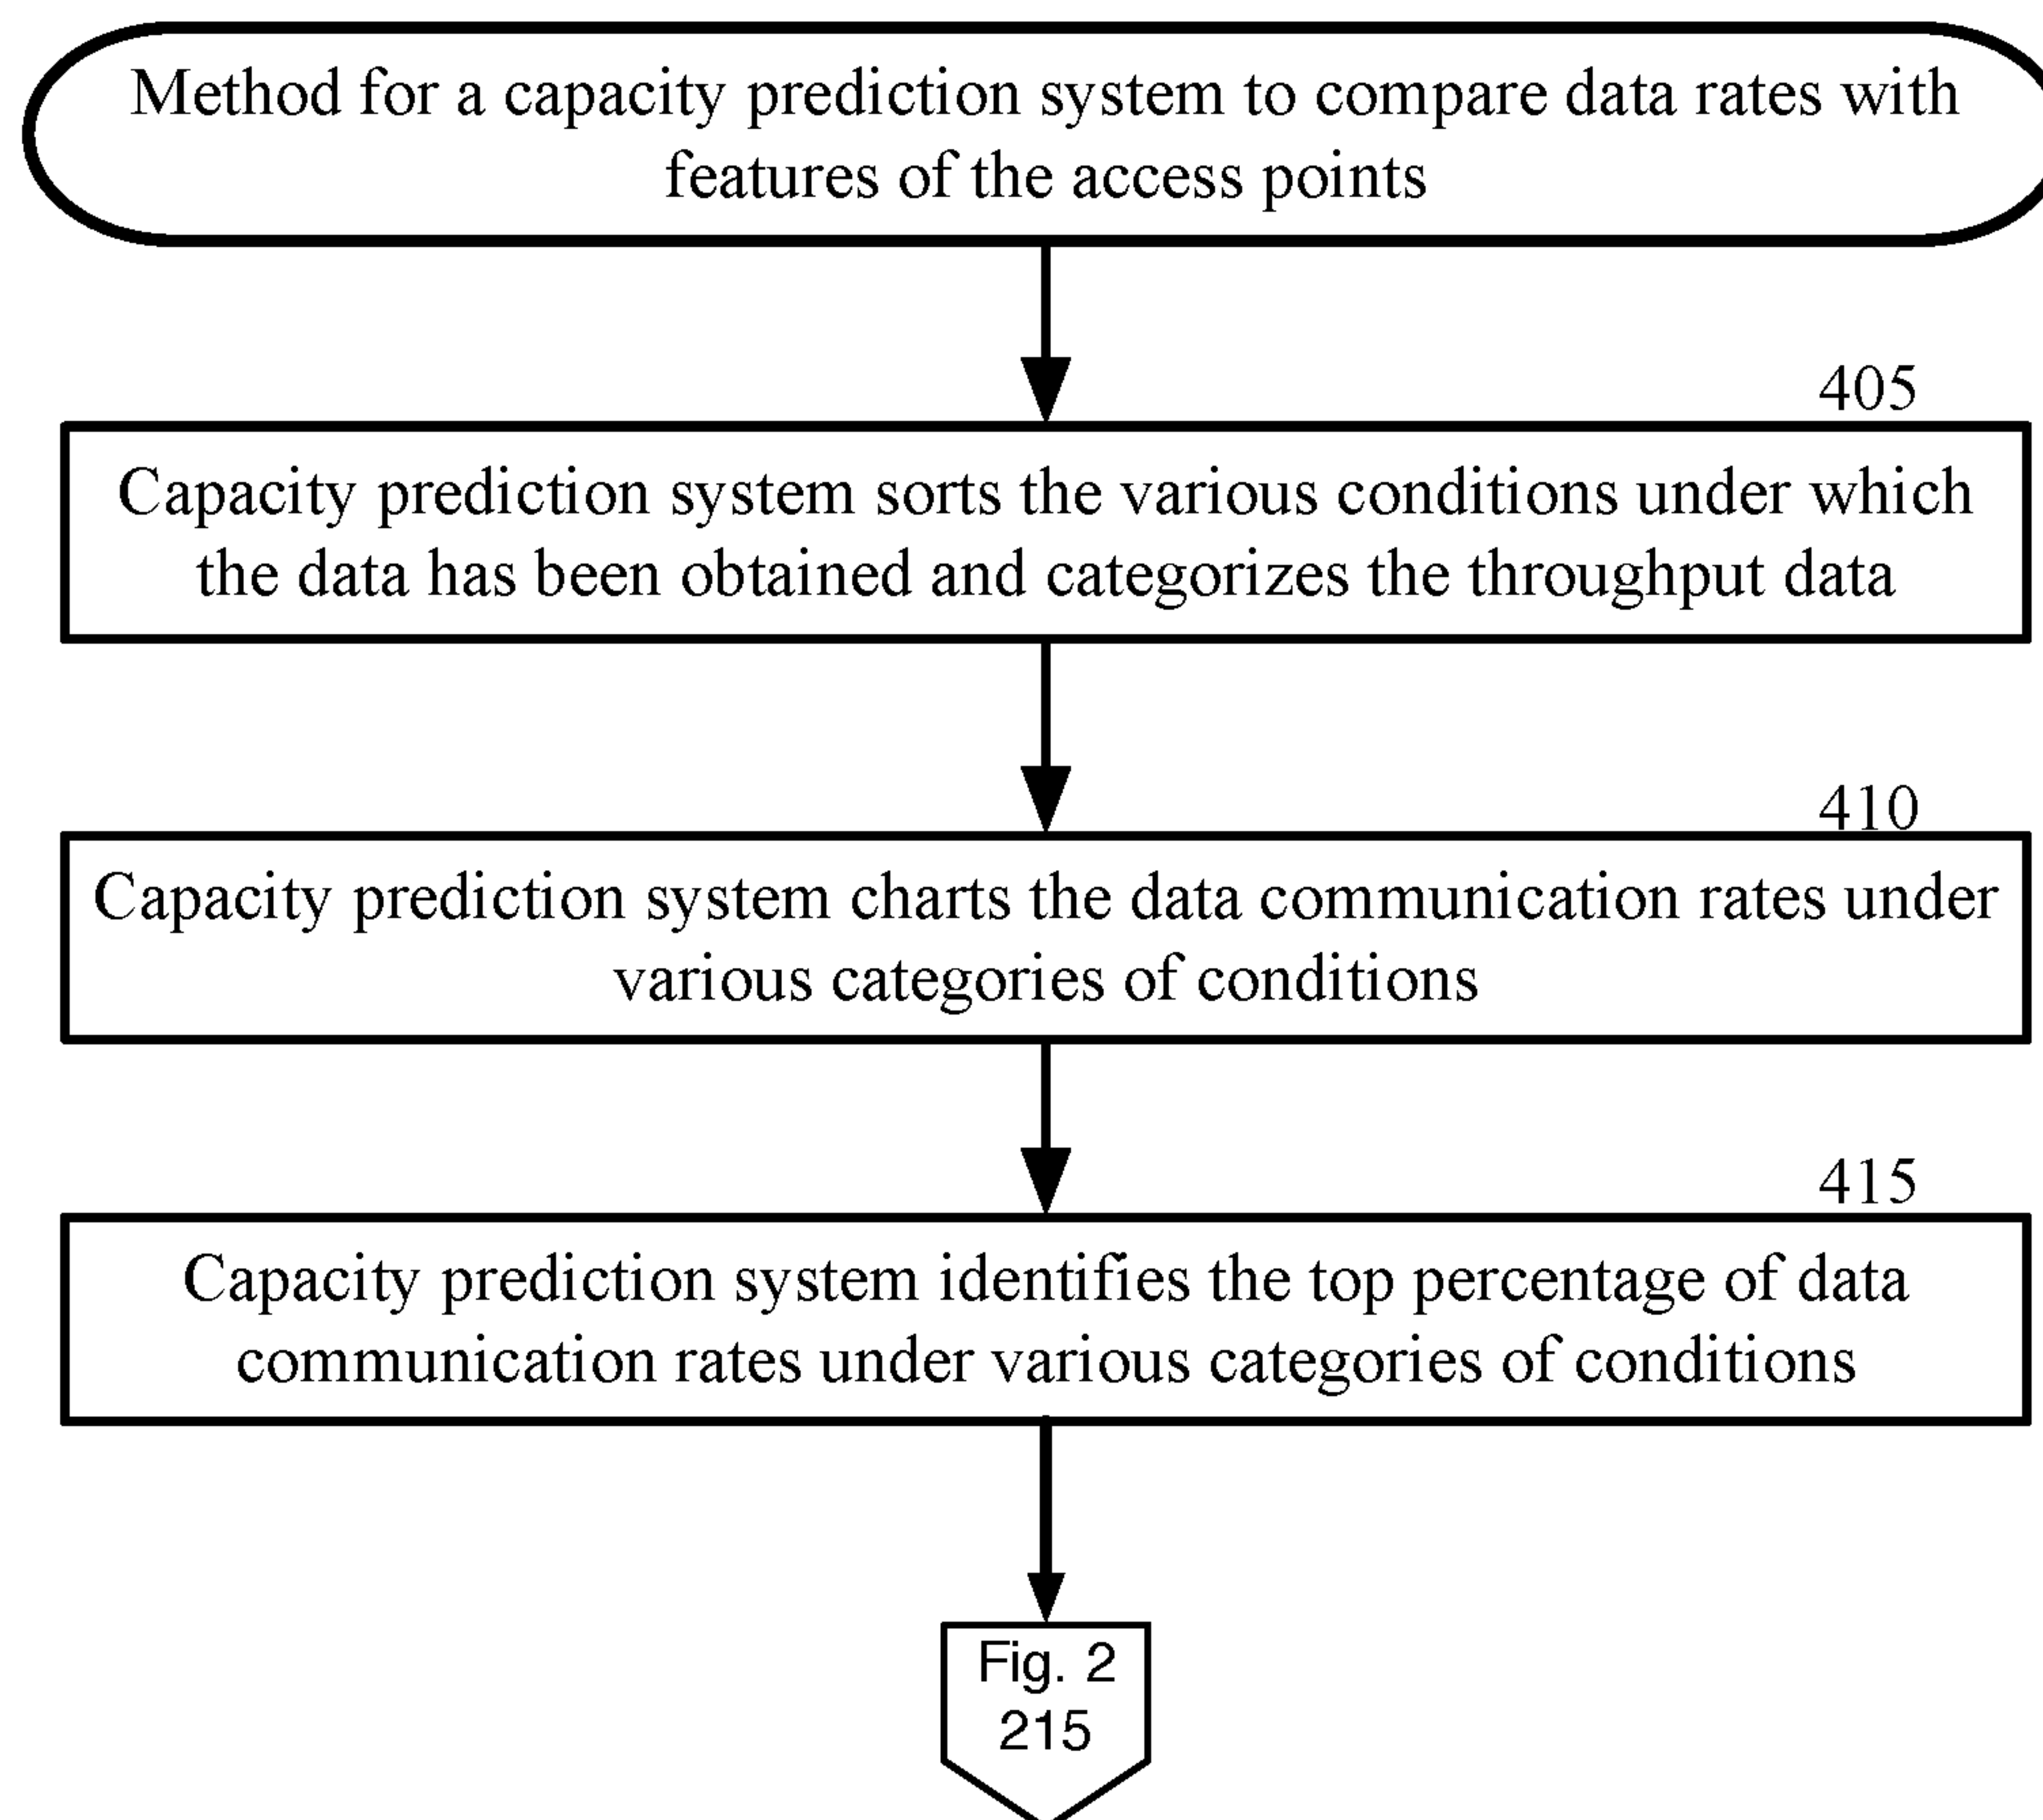 Method for a capacity prediction system to compare data rates with
features of the access points
405
Capacity prediction system sorts the various conditions under which
the data has been obtained and categorizes the throughput data
410
Capacity prediction system charts the data communication rates under
various categories of conditions
415
Capacity prediction system identifies the top percentage of data
communication rates under various categories of conditions
Fig. 2
215